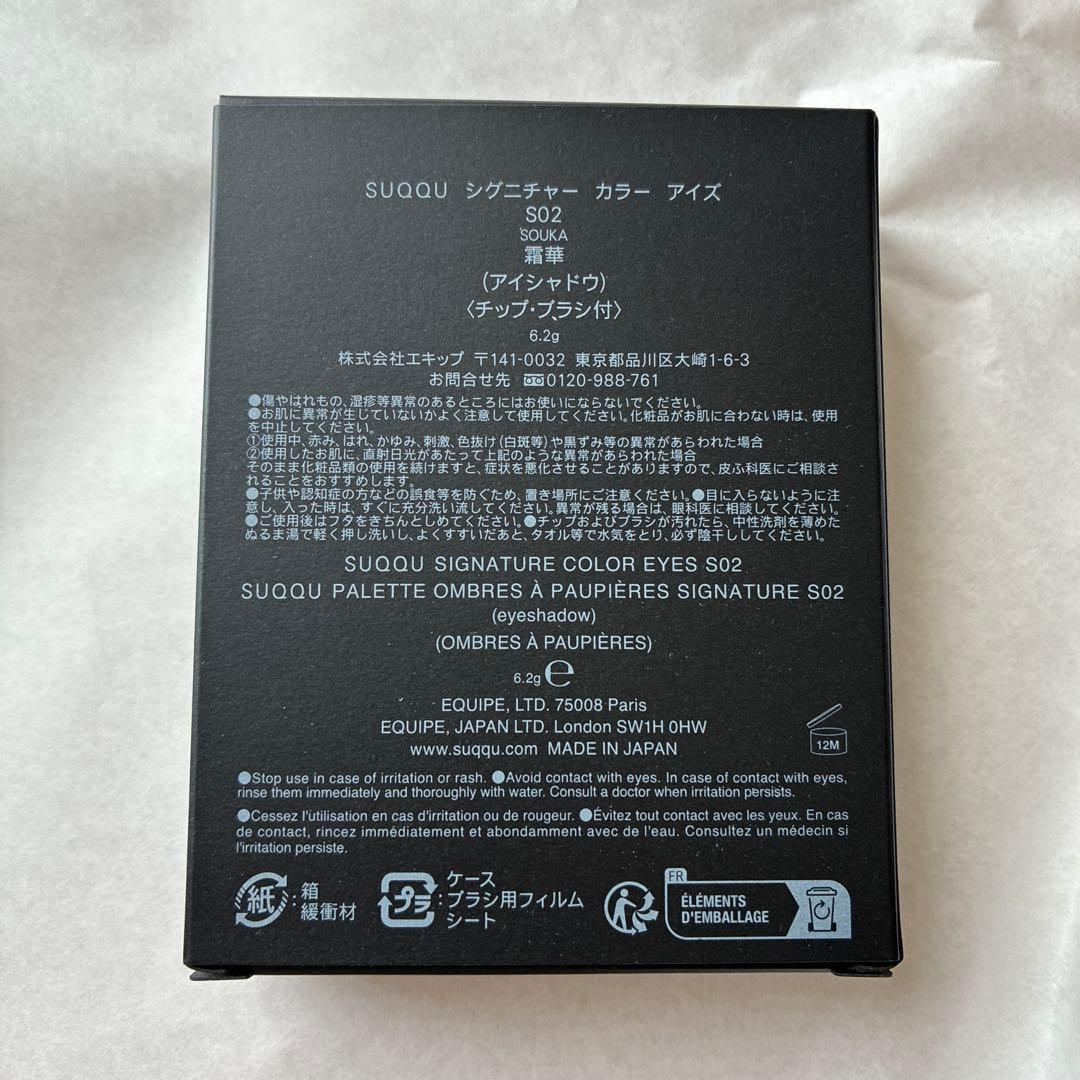 SUQQU シグニチャー カラー アイズ
S02
SOUKA
霜華
(アイシャドウ)
〈チップ・ブラシ付〉
6.2g
株式会社エキップ 〒141-0032 東京都品川区大崎1-6-3
お問合せ先 0120-988-761
●傷やはれもの、湿疹等異常のあるところにはお使いにならないでください。
●お肌に異常が生じていないかよく注意して使用してください。化粧品がお肌に合わない時は、使用
を中止してください。
①使用中、赤み、はれ、かゆみ、刺激、色抜け(白斑等)や黒ずみ等の異常があらわれた場合
②使用したお肌に、直射日光があたって上記のような異常があらわれた場合
そのまま化粧品類の使用を続けますと、症状を悪化させることがありますので、皮ふ科医にご相談さ
れることをおすすめします。
●子供や認知症の方などの誤食等を防ぐため、置き場所にご注意ください。●目に入らないように注
意し、入った時は、すぐに充分洗い流してください。異常が残る場合は、眼科医に相談してください。
●ご使用後はフタをきちんとしめてください。●チップおよびブラシが汚れたら、中性洗剤を薄めた
ぬるま湯で軽く押し洗いし、よくすすいだあと、タオル等で水気をとり、必ず陰干ししてください。
SUQQU SIGNATURE COLOR EYES S02
SUQQU PALETTE OMBRES À PAUPIÈRES SIGNATURE S02
(eyeshadow)
(OMBRES À PAUPIÈRES)
6.2g ℮
EQUIPE, LTD. 75008 Paris
EQUIPE, JAPAN LTD. London SW1H 0HW
www.suqqu.com MADE IN JAPAN
12M
●Stop use in case of irritation or rash. ●Avoid contact with eyes. In case of contact with eyes,
rinse them immediately and thoroughly with water. Consult a doctor when irritation persists.
●Cessez l'utilisation en cas d'irritation ou de rougeur. ●Évitez tout contact avec les yeux. En cas
de contact, rincez immédiatement et abondamment avec de l'eau. Consultez un médecin si
l'irritation persiste.
紙:箱
緩衝材
プラ:ケース
ブラシ用フィルム
シート
FR
ÉLÉMENTS
D'EMBALLAGE